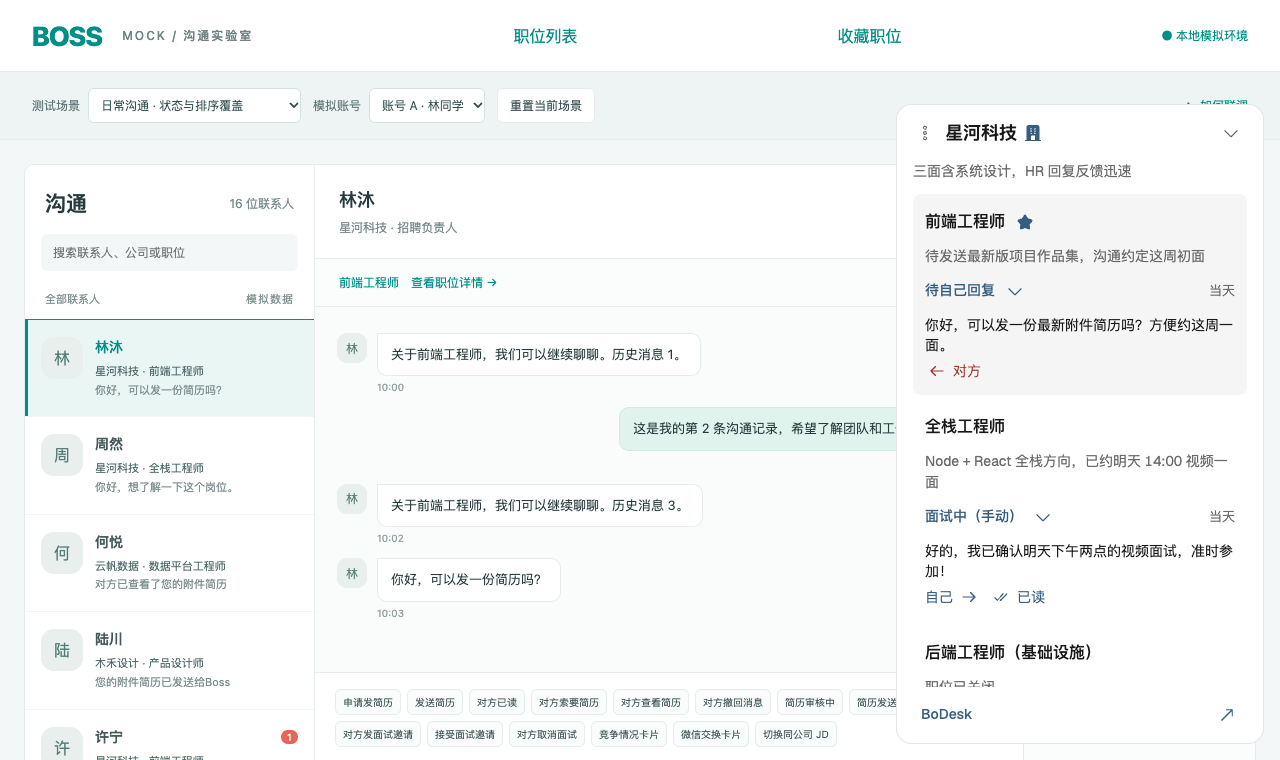 BOSS
MOCK / 沟通实验室
职位列表
收藏职位
本地模拟环境
测试场景
日常沟通 · 状态与排序覆盖
模拟账号
账号 A · 林同学
重置当前场景
沟通
16 位联系人
搜索联系人、公司或职位
全部联系人
模拟数据
林
林沐
星河科技 · 前端工程师
你好，可以发一份简历吗？
周
周然
星河科技 · 全栈工程师
你好，想了解一下这个岗位。
何
何悦
云帆数据 · 数据平台工程师
对方已查看了您的附件简历
陆
陆川
木禾设计 · 产品设计师
您的附件简历已发送给Boss
许
许宁
1
星河科技 · 前端工程师
林沐
星河科技 · 招聘负责人
前端工程师
查看职位详情 →
林
关于前端工程师，我们可以继续聊聊。历史消息 1。
10:00
这是我的第 2 条沟通记录，希望了解团队和工
林
关于前端工程师，我们可以继续聊聊。历史消息 3。
10:02
林
你好，可以发一份简历吗？
10:03
申请发简历
发送简历
对方已读
对方索要简历
对方查看简历
对方撤回消息
简历审核中
简历发送
对方发面试邀请
接受面试邀请
对方取消面试
竞争情况卡片
微信交换卡片
切换同公司 JD
星河科技
三面含系统设计，HR 回复反馈迅速
前端工程师
待发送最新版项目作品集，沟通约定这周初面
待自己回复
当天
你好，可以发一份最新附件简历吗？方便约这周一
面。
← 对方
全栈工程师
Node + React 全栈方向，已约明天 14:00 视频一
面
面试中（手动）
当天
好的，我已确认明天下午两点的视频面试，准时参
加！
自己 →
已读
后端工程师（基础设施）
职位已关闭
BoDesk